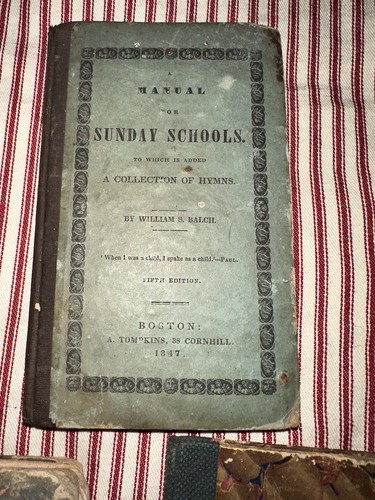 A
MANUAL
FOR
SUNDAY SCHOOLS.
TO WHICH IS ADDED
A COLLECTION OF HYMNS.
BY WILLIAM S. BALCH.
'When I was a child, I spake as a child.'—PAUL.
FIFTH EDITION.
BOSTON:
A. TOMPKINS, 38 CORNHILL.
1847.